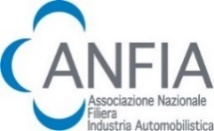 ANFIA
Associazione Nazionale
Filiera
Industria Automobilistica